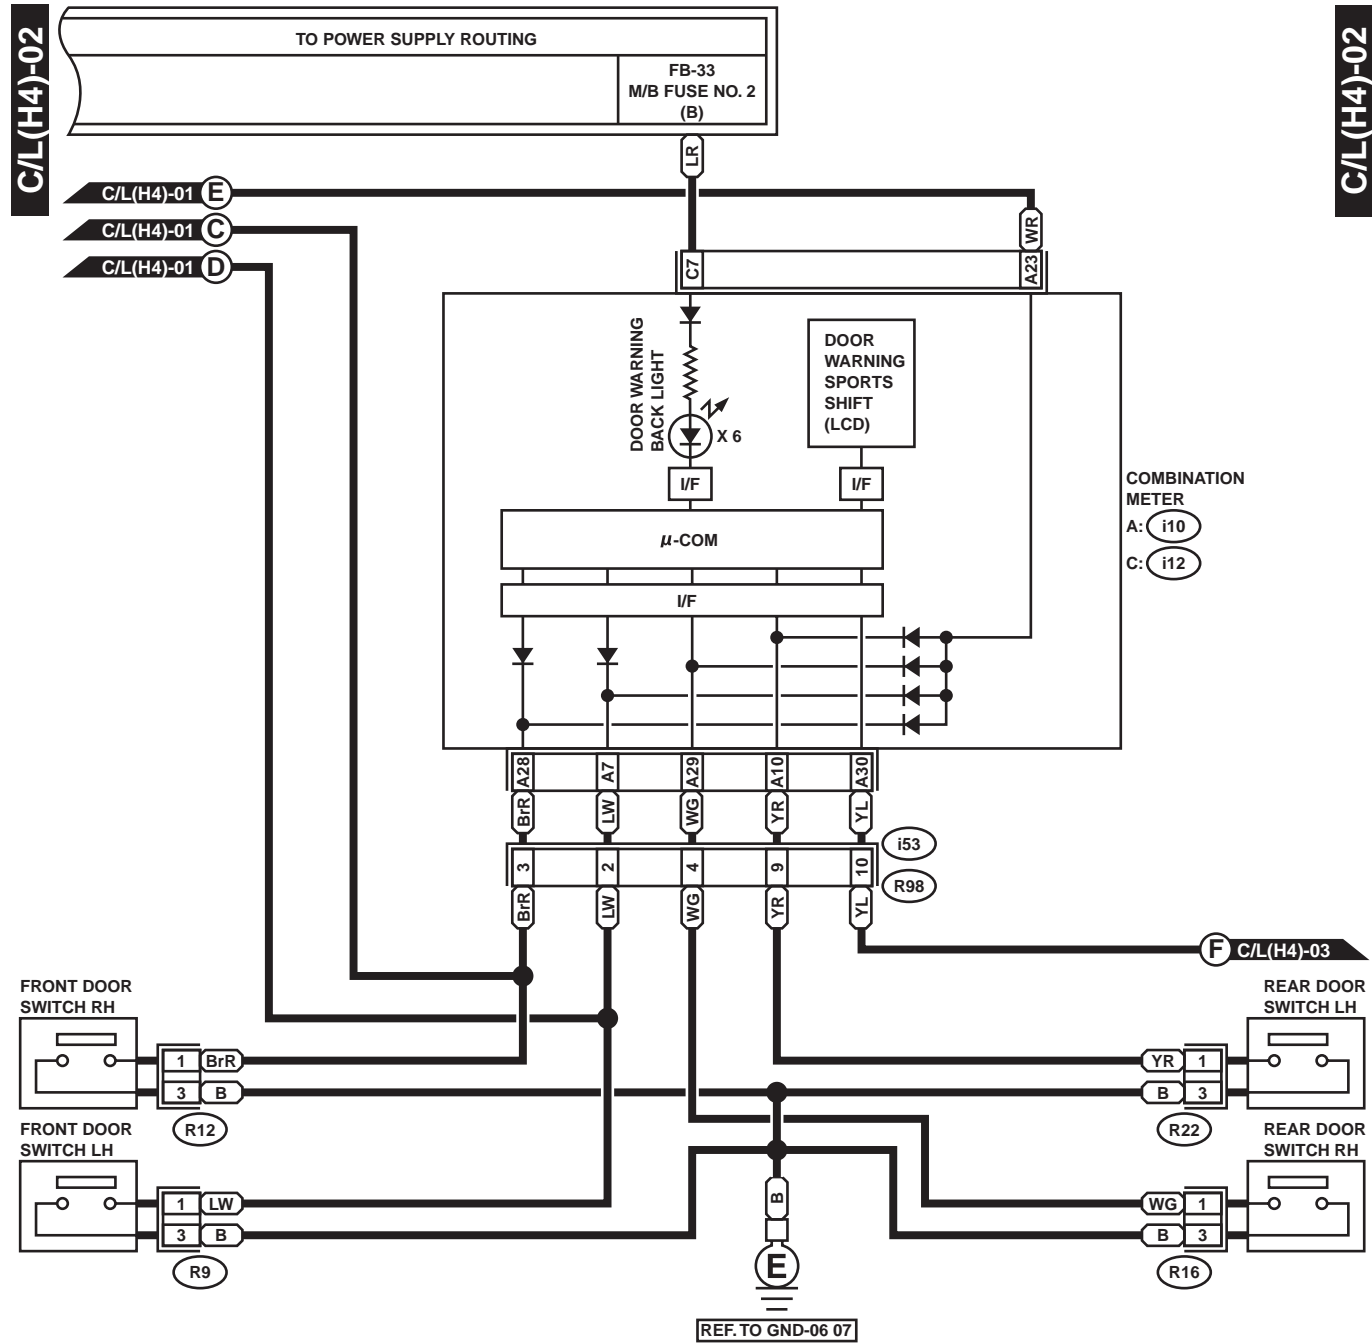 C/L(H4)-02
C/L(H4)-02
TO POWER SUPPLY ROUTING
FB-33
M/B FUSE NO. 2
(B)
LR
C/L(H4)-01 E
C/L(H4)-01 C
C/L(H4)-01 D
WR
C7
A23
DOOR WARNING
BACK LIGHT
X 6
DOOR
WARNING
SPORTS
SHIFT
(LCD)
I/F
I/F
COMBINATION
METER
A: i10
C: i12
μ-COM
I/F
A28 A7 A29 A10 A30
BrR LW WG YR YL
i53
3 2 4 9 10
R98
BrR LW WG YR YL
F C/L(H4)-03
FRONT DOOR
SWITCH RH
1 BrR
3 B
R12
REAR DOOR
SWITCH LH
YR 1
B 3
R22
FRONT DOOR
SWITCH LH
1 LW
3 B
R9
REAR DOOR
SWITCH RH
WG 1
B 3
R16
B
E
REF. TO GND-06 07